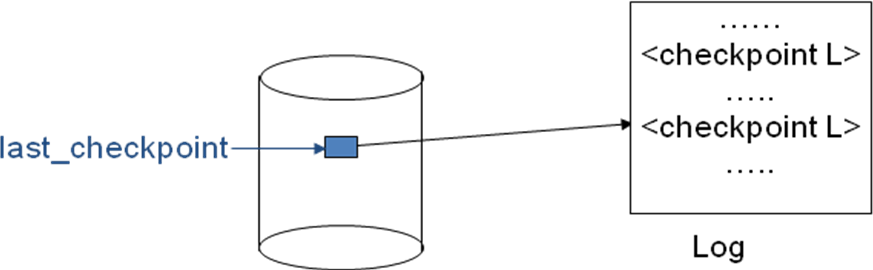 last_checkpoint
……
<checkpoint L>
…..
<checkpoint L>
…..
Log